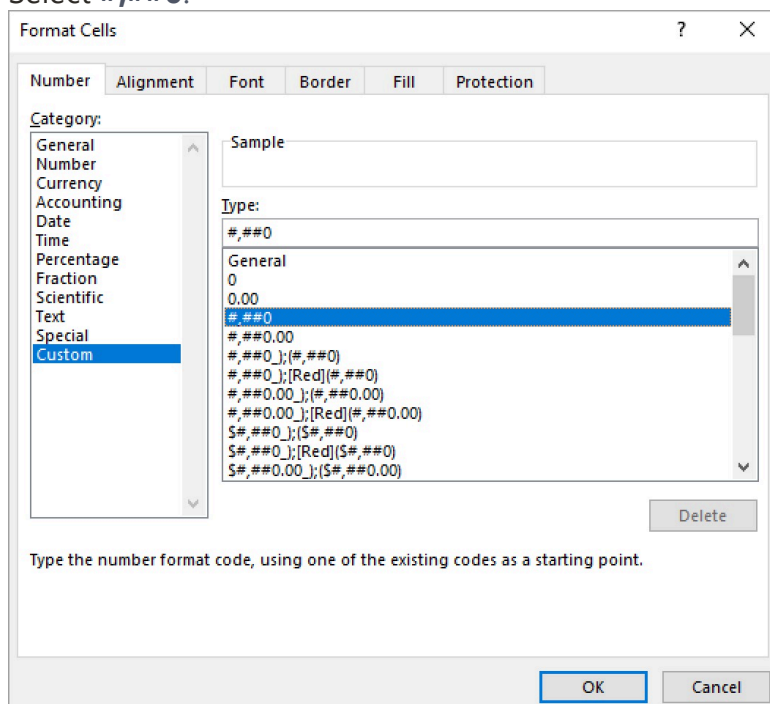 Select #,##0.
Format Cells
?
Number
Alignment
Font
Border
Fill
Protection
Category:
General
Number
Currency
Accounting
Date
Time
Percentage
Fraction
Scientific
Text
Special
Custom
Sample
Type:
#,##0
General
0
0.00
#,##0
#,##0.00
#,##0_);(#,##0)
#,##0_);[Red](#,##0)
#,##0.00_);(#,##0.00)
#,##0.00_);[Red](#,##0.00)
$#,##0_);($#,##0)
$#,##0_);[Red]($#,##0)
$#,##0.00_);($#,##0.00)
Delete
Type the number format code, using one of the existing codes as a starting point.
OK
Cancel